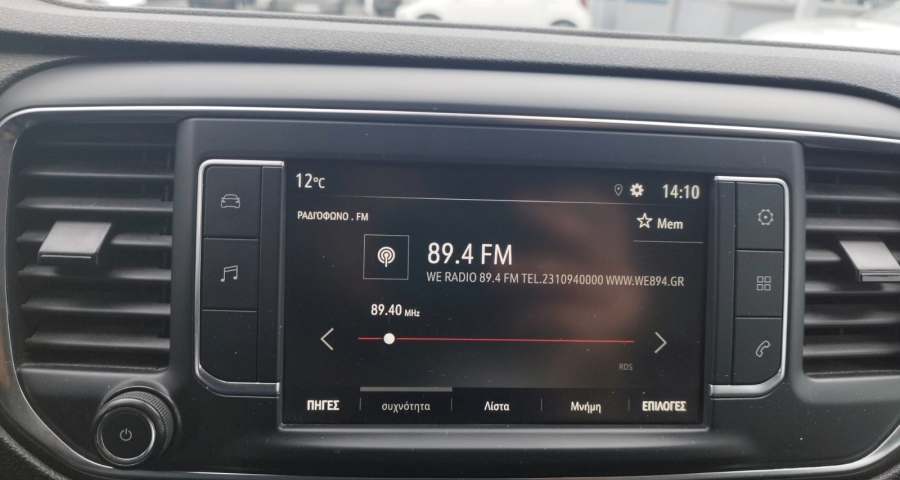 12°C 14:10
ΡΑΔΙΟΦΩΝΟ . FM
Mem
89.4 FM
WE RADIO 89.4 FM TEL.2310940000 WWW.WE894.GR
89.40 MHz
RDS
ΠΗΓΕΣ συχνότητα Λίστα Μνήμη ΕΠΙΛΟΓΕΣ